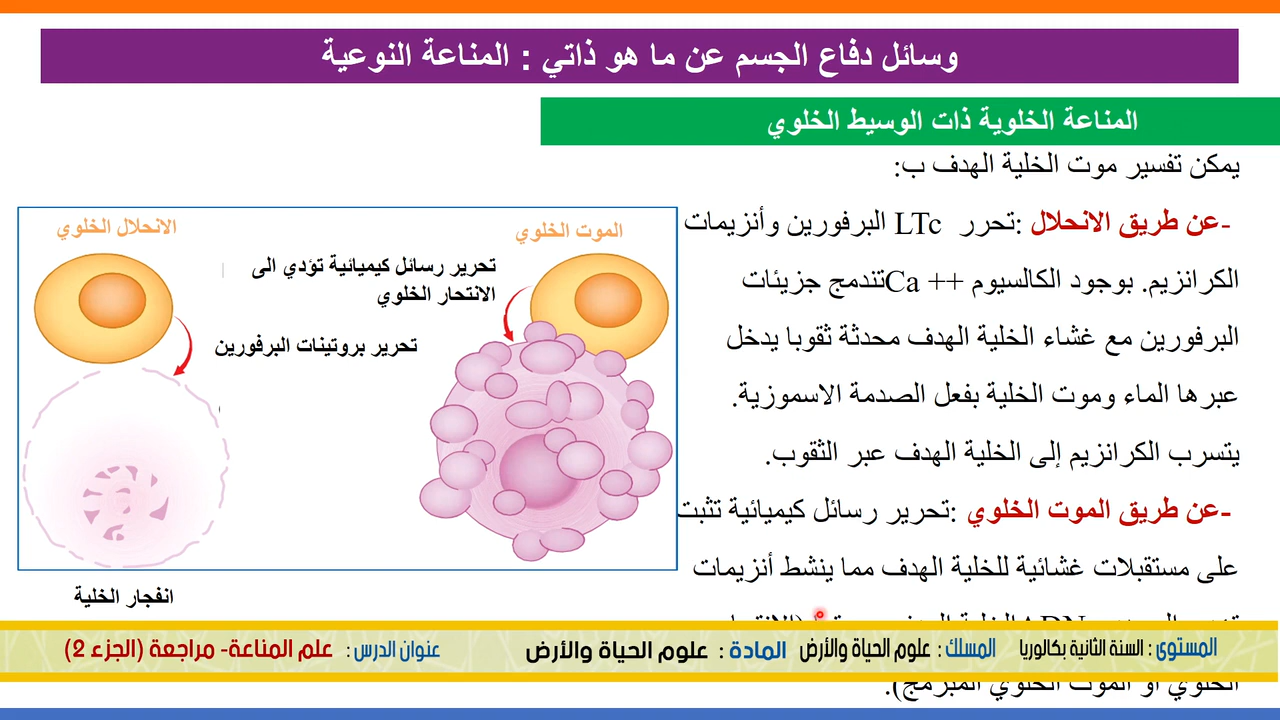 وسائل دفاع الجسم عن ما هو ذاتي : المناعة النوعية
المناعة الخلوية ذات الوسيط الخلوي
يمكن تفسير موت الخلية الهدف ب:
-عن طريق الانحلال :تحرر LTc البرفورين وأنزيمات
الكرانزيم. بوجود الكالسيوم ++ Caتندمج جزيئات
البرفورين مع غشاء الخلية الهدف محدثة ثقوبا يدخل
عبرها الماء وموت الخلية بفعل الصدمة الاسموزية.
يتسرب الكرانزيم إلى الخلية الهدف عبر الثقوب.
-عن طريق الموت الخلوي :تحرير رسائل كيميائية تثبت
على مستقبلات غشائية للخلية الهدف مما ينشط أنزيمات
الخلوي او الموت الخلوي المبرمج).
الموت الخلوي
تحرير رسائل كيميائية تؤدي الى
الانتحار الخلوي
الانحلال الخلوي
تحرير بروتينات البرفورين
انفجار الخلية
المستوى : السنة الثانية بكالوريا المسلك : علوم الحياة والأرض المادة : علوم الحياة والأرض عنوان الدرس : علم المناعة- مراجعة (الجزء 2)